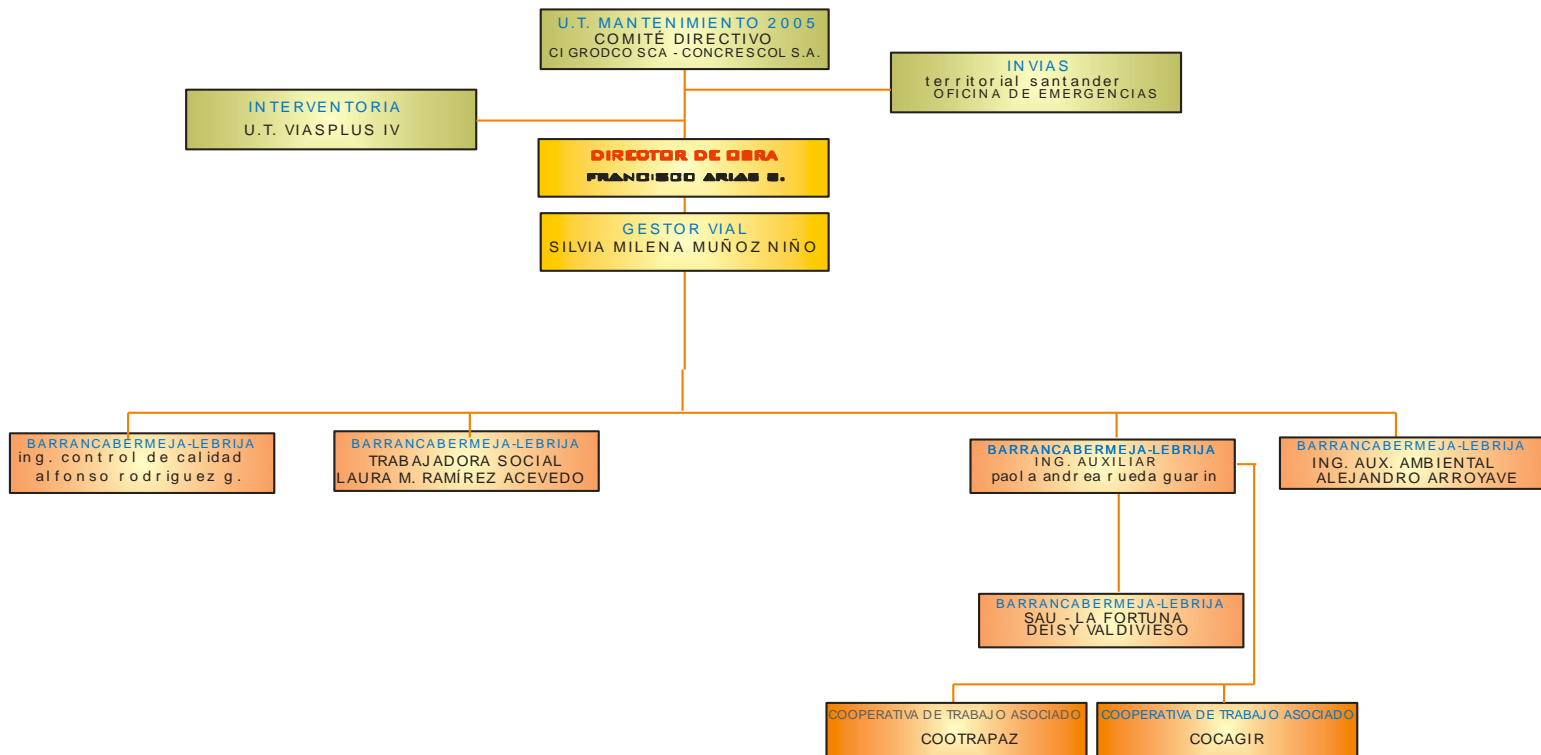 U.T. MANTENIMIENTO 2005
COMITÉ DIRECTIVO
CI GRODCO SCA - CONCRESCOL S.A.
INVIAS
territorial santander
OFICINA DE EMERGENCIAS
INTERVENTORIA
U.T. VIASPLUS IV
DIRECTOR DE OBRA
FRANCISCO ARIAS S.
GESTOR VIAL
SILVIA MILENA MUÑOZ NIÑO
BARRANCABERMEJA-LEBRIJA
ing. control de calidad
alfonso rodriguez g.
BARRANCABERMEJA-LEBRIJA
TRABAJADORA SOCIAL
LAURA M. RAMÍREZ ACEVEDO
BARRANCABERMEJA-LEBRIJA
ING. AUXILIAR
paola andrea rueda guarin
BARRANCABERMEJA-LEBRIJA
ING. AUX. AMBIENTAL
ALEJANDRO ARROYAVE
BARRANCABERMEJA-LEBRIJA
SAU - LA FORTUNA
DEISY VALDIVIESO
COOPERATIVA DE TRABAJO ASOCIADO
COOTRAPAZ
COOPERATIVA DE TRABAJO ASOCIADO
COCAGIR